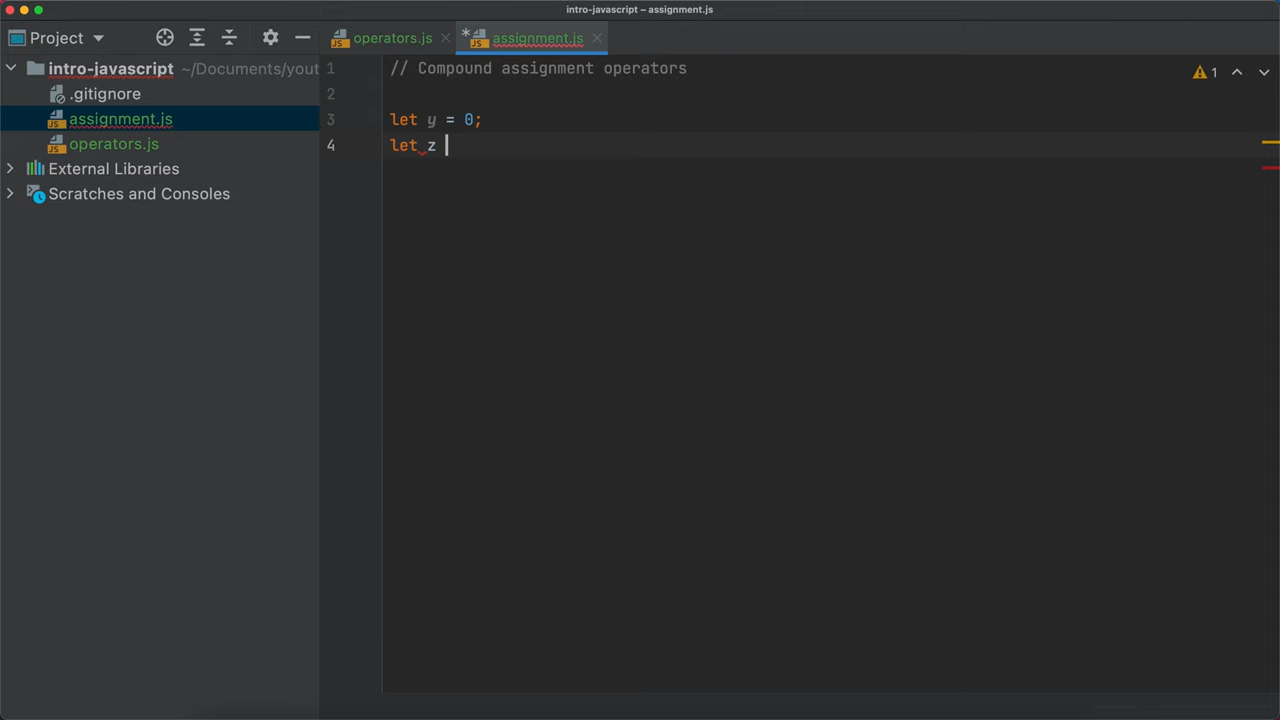 intro-javascript – assignment.js
Project
operators.js
* assignment.js
intro-javascript ~/Documents/yout
.gitignore
assignment.js
operators.js
External Libraries
Scratches and Consoles
1 // Compound assignment operators
2
3 let y = 0;
4 let z
1